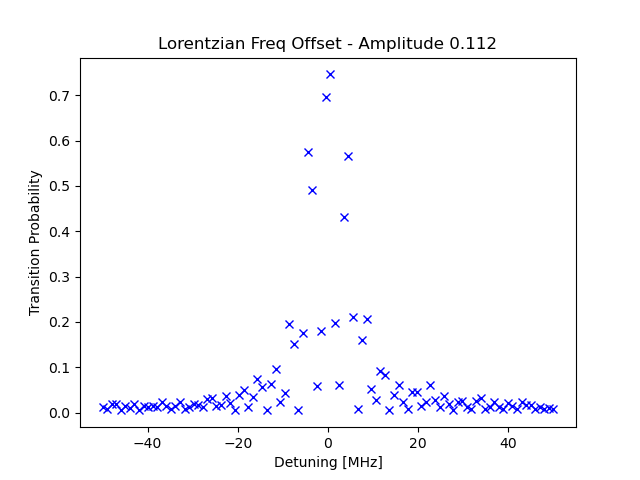 Lorentzian Freq Offset - Amplitude 0.112
Transition Probability
0.7
0.6
0.5
0.4
0.3
0.2
0.1
0.0
−40 −20 0 20 40
Detuning [MHz]